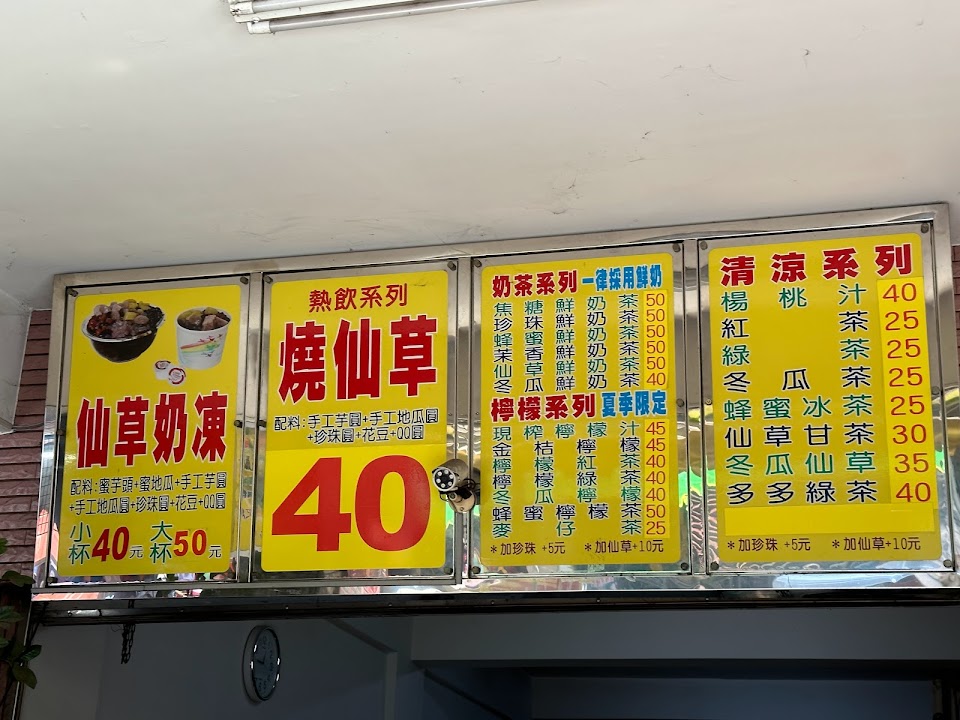 仙草奶凍
配料:蜜芋頭+蜜地瓜+手工芋圓
+手工地瓜圓+珍珠圓+花豆+QQ圓
小杯40元 大杯50元
熱飲系列
燒仙草
配料:手工芋圓+手工地瓜圓
+珍珠圓+花豆+QQ圓
40
奶茶系列 一律採用鮮奶
焦糖鮮奶茶 50
珍珠鮮奶茶 50
蜂蜜鮮奶茶 50
茉香鮮奶茶 50
仙草鮮奶茶 50
冬瓜鮮奶茶 40
檸檬系列 夏季限定
現榨檸檬汁 45
金桔檸檬 45
檸檬紅茶 40
檸檬綠茶 40
冬瓜檸檬 40
蜂蜜檸檬茶 50
麥仔茶 25
*加珍珠 +5元 *加仙草+10元
清涼系列
楊桃汁 40
紅茶 25
綠茶 25
冬瓜茶 25
蜂蜜冰茶 25
仙草甘茶 30
冬瓜仙草 35
多多綠茶 40
*加珍珠 +5元 *加仙草+10元